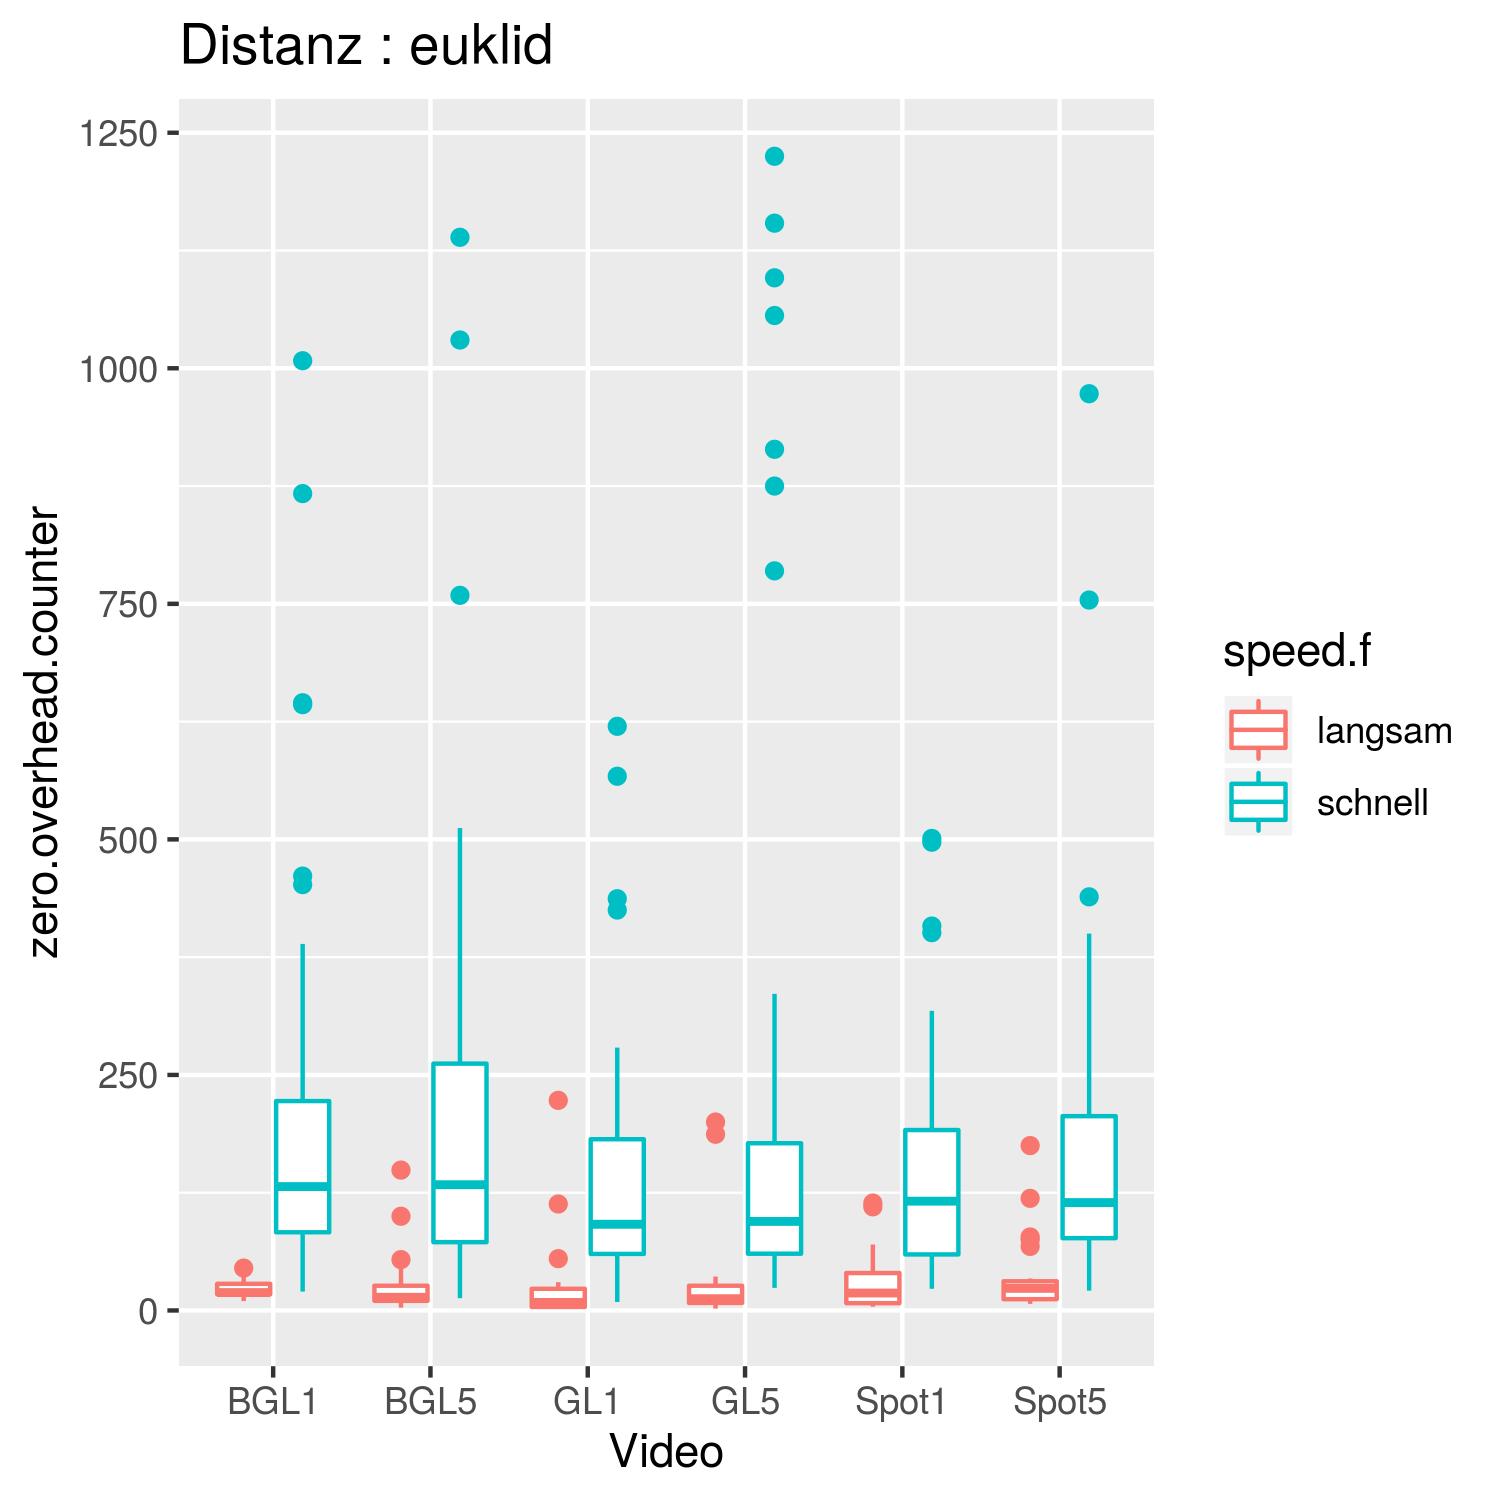 Distanz : euklid
1250
1000
750
500
250
0
zero.overhead.counter
BGL1 BGL5 GL1 GL5 Spot1 Spot5
Video
speed.f
langsam
schnell